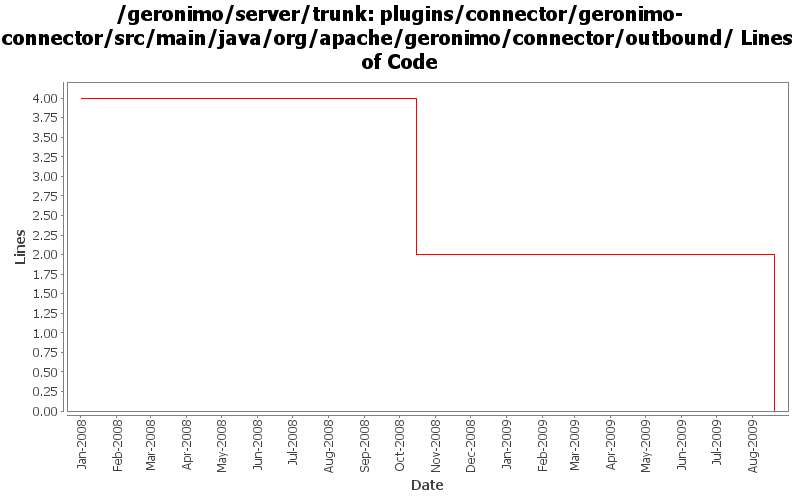 /geronimo/server/trunk: plugins/connector/geronimo-
connector/src/main/java/org/apache/geronimo/connector/outbound/ Lines
of Code
4.00
3.75
3.50
3.25
3.00
2.75
2.50
2.25
2.00
1.75
1.50
1.25
1.00
0.75
0.50
0.25
0.00
Lines
Jan-2008
Feb-2008
Mar-2008
Apr-2008
May-2008
Jun-2008
Jul-2008
Aug-2008
Sep-2008
Oct-2008
Nov-2008
Dec-2008
Jan-2009
Feb-2009
Mar-2009
Apr-2009
May-2009
Jun-2009
Jul-2009
Aug-2009
Date